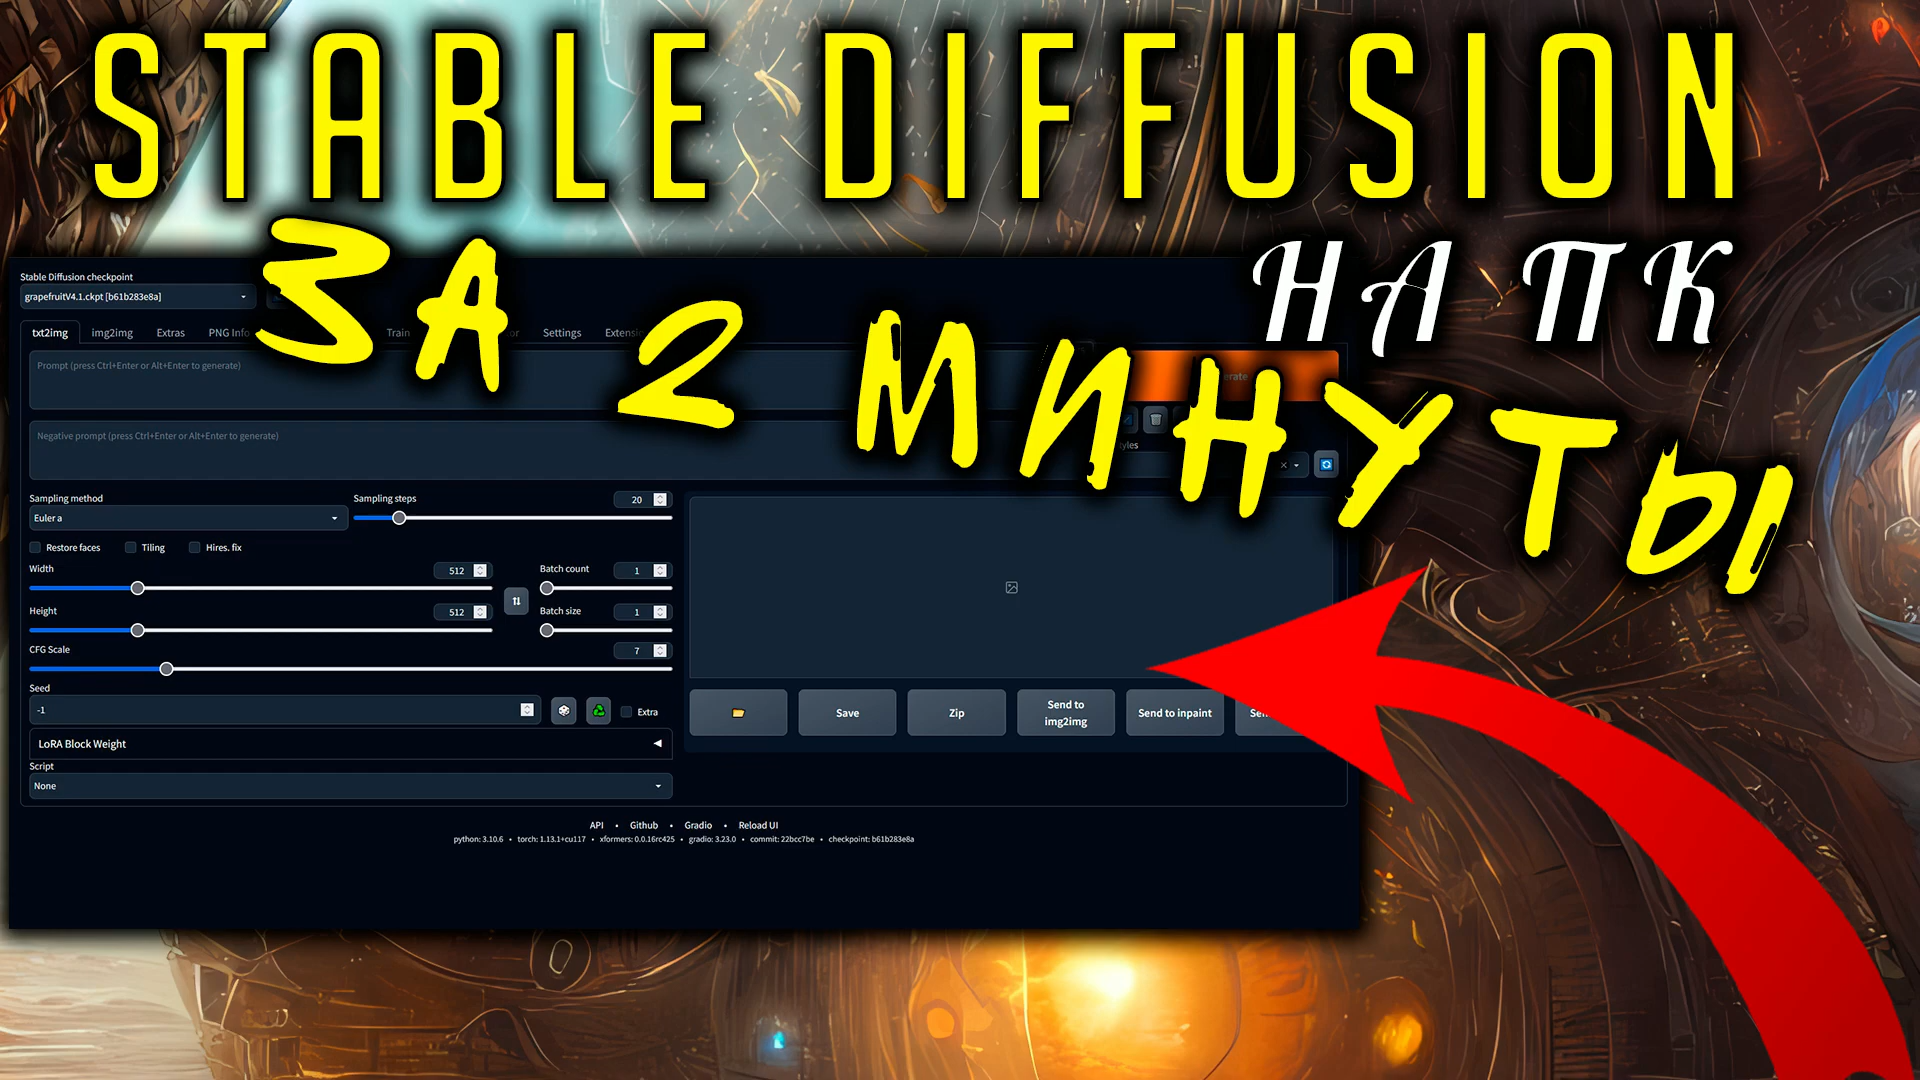 STABLE DIFFUSION
НА ПК
ЗА 2 МИНУТЫ
Stable Diffusion checkpoint
grapefruitV4.1.ckpt [b61b283e8a]
txt2img img2img Extras PNG Info Train Settings
Prompt (press Ctrl+Enter or Alt+Enter to generate)
Negative prompt (press Ctrl+Enter or Alt+Enter to generate)
Sampling method
Euler a
Sampling steps 20
Restore faces Tiling Hires. fix
Width 512
Batch count 1
Height 512
Batch size 1
CFG Scale 7
Seed
-1
Extra
LoRA Block Weight
Script
None
Save Zip Send to img2img Send to inpaint
API • Github • Gradio • Reload UI
python: 3.10.6 • torch: 1.13.1+cu117 • xformers: 0.0.16rc425 • gradio: 3.23.0 • commit: 22bcc7be • checkpoint: b61b283e8a